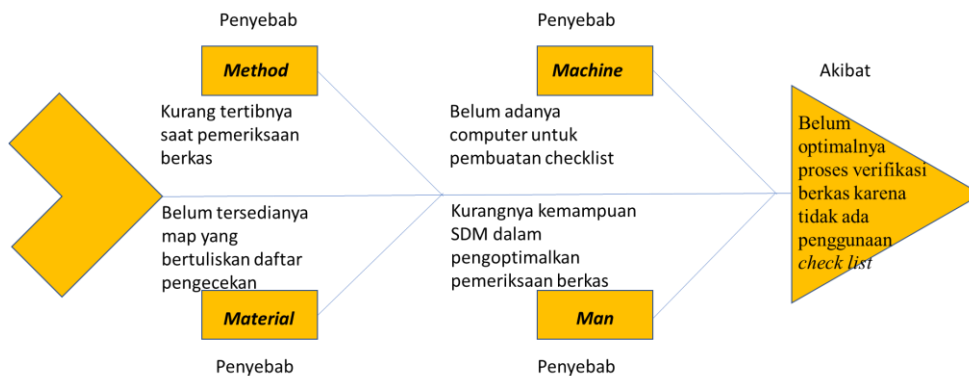 Penyebab
Penyebab
Method
Machine
Akibat
Kurang tertibnya
saat pemeriksaan
berkas
Belum adanya
computer untuk
pembuatan checklist
Belum
optimalnya
proses verifikasi
berkas karena
tidak ada
penggunaan
check list
Belum tersedianya
map yang
bertuliskan daftar
pengecekan
Kurangnya kemampuan
SDM dalam
pengoptimalkan
pemeriksaan berkas
Material
Man
Penyebab
Penyebab